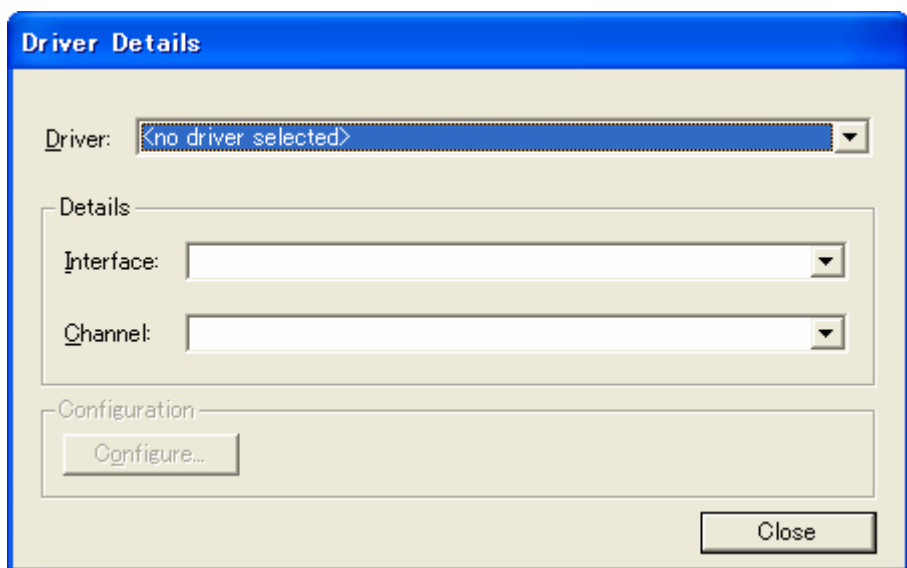 Driver Details
Driver: <no driver selected>
Details
Interface:
Channel:
Configuration
Configure...
Close